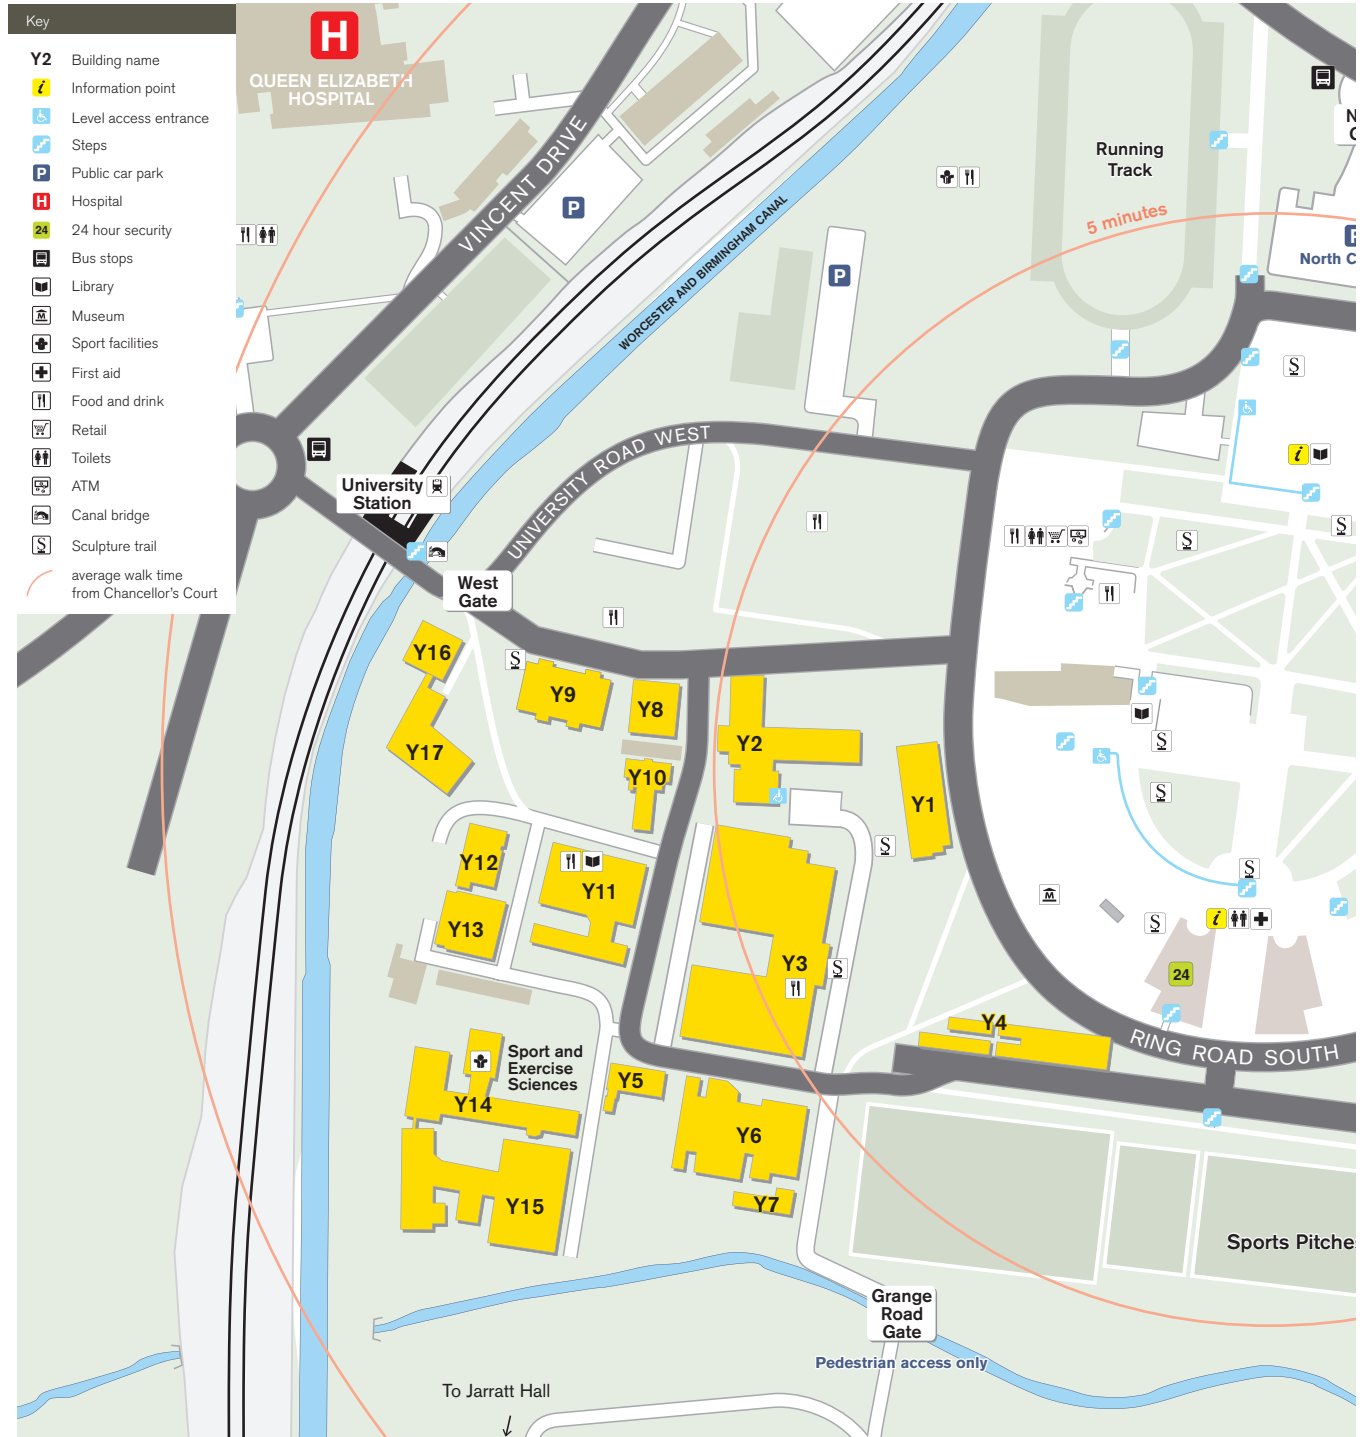 Key
Y2 Building name
i Information point
Level access entrance
Steps
P Public car park
H Hospital
24 24 hour security
Bus stops
Library
M Museum
Sport facilities
First aid
Food and drink
Retail
Toilets
ATM
Canal bridge
S Sculpture trail
average walk time
from Chancellor's Court
H
QUEEN ELIZABETH
HOSPITAL
VINCENT DRIVE
P
WORCESTER AND BIRMINGHAM CANAL
P
Running
Track
5 minutes
North C
S
i
S
S
University
Station
UNIVERSITY ROAD WEST
West
Gate
S
Y16
Y17
Y9
Y8
Y10
Y2
Y1
S
S
S
S
M
S
i
24
Y12
Y11
Y13
Y3
S
Y4
RING ROAD SOUTH
Sport and
Exercise
Sciences
Y14
Y5
Y6
Y15
Y7
Sports Pitche
Grange
Road
Gate
Pedestrian access only
To Jarratt Hall